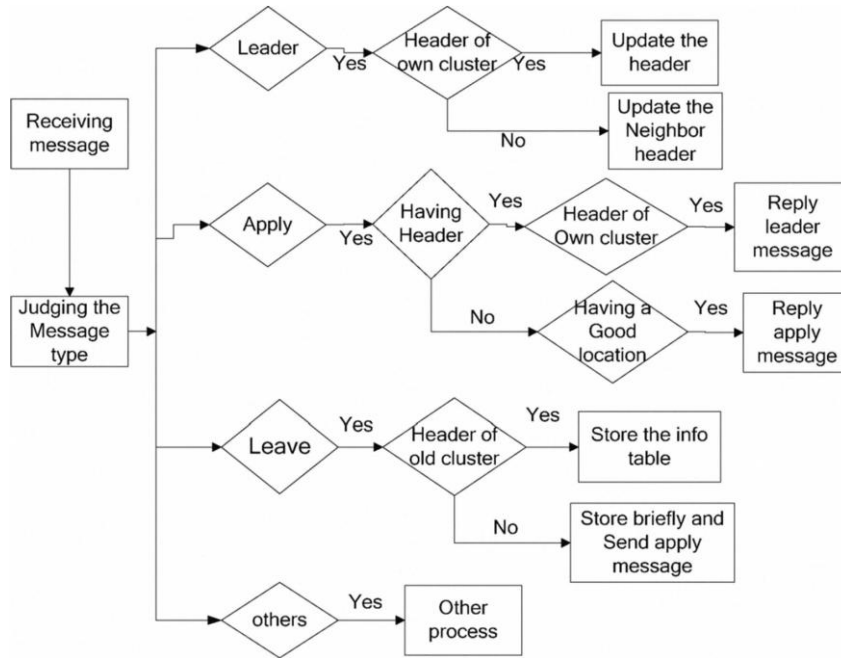 Receiving
message
Judging the
Message
type
Leader
Yes
Header of
own cluster
Yes
Update the
header
No
Update the
Neighbor
header
Apply
Yes
Having
Header
Yes
Header of
Own cluster
Yes
Reply
leader
message
No
Having a
Good
location
Yes
Reply
apply
message
Leave
Yes
Header of
old cluster
Yes
Store the info
table
No
Store briefly and
Send apply
message
others
Yes
Other
process